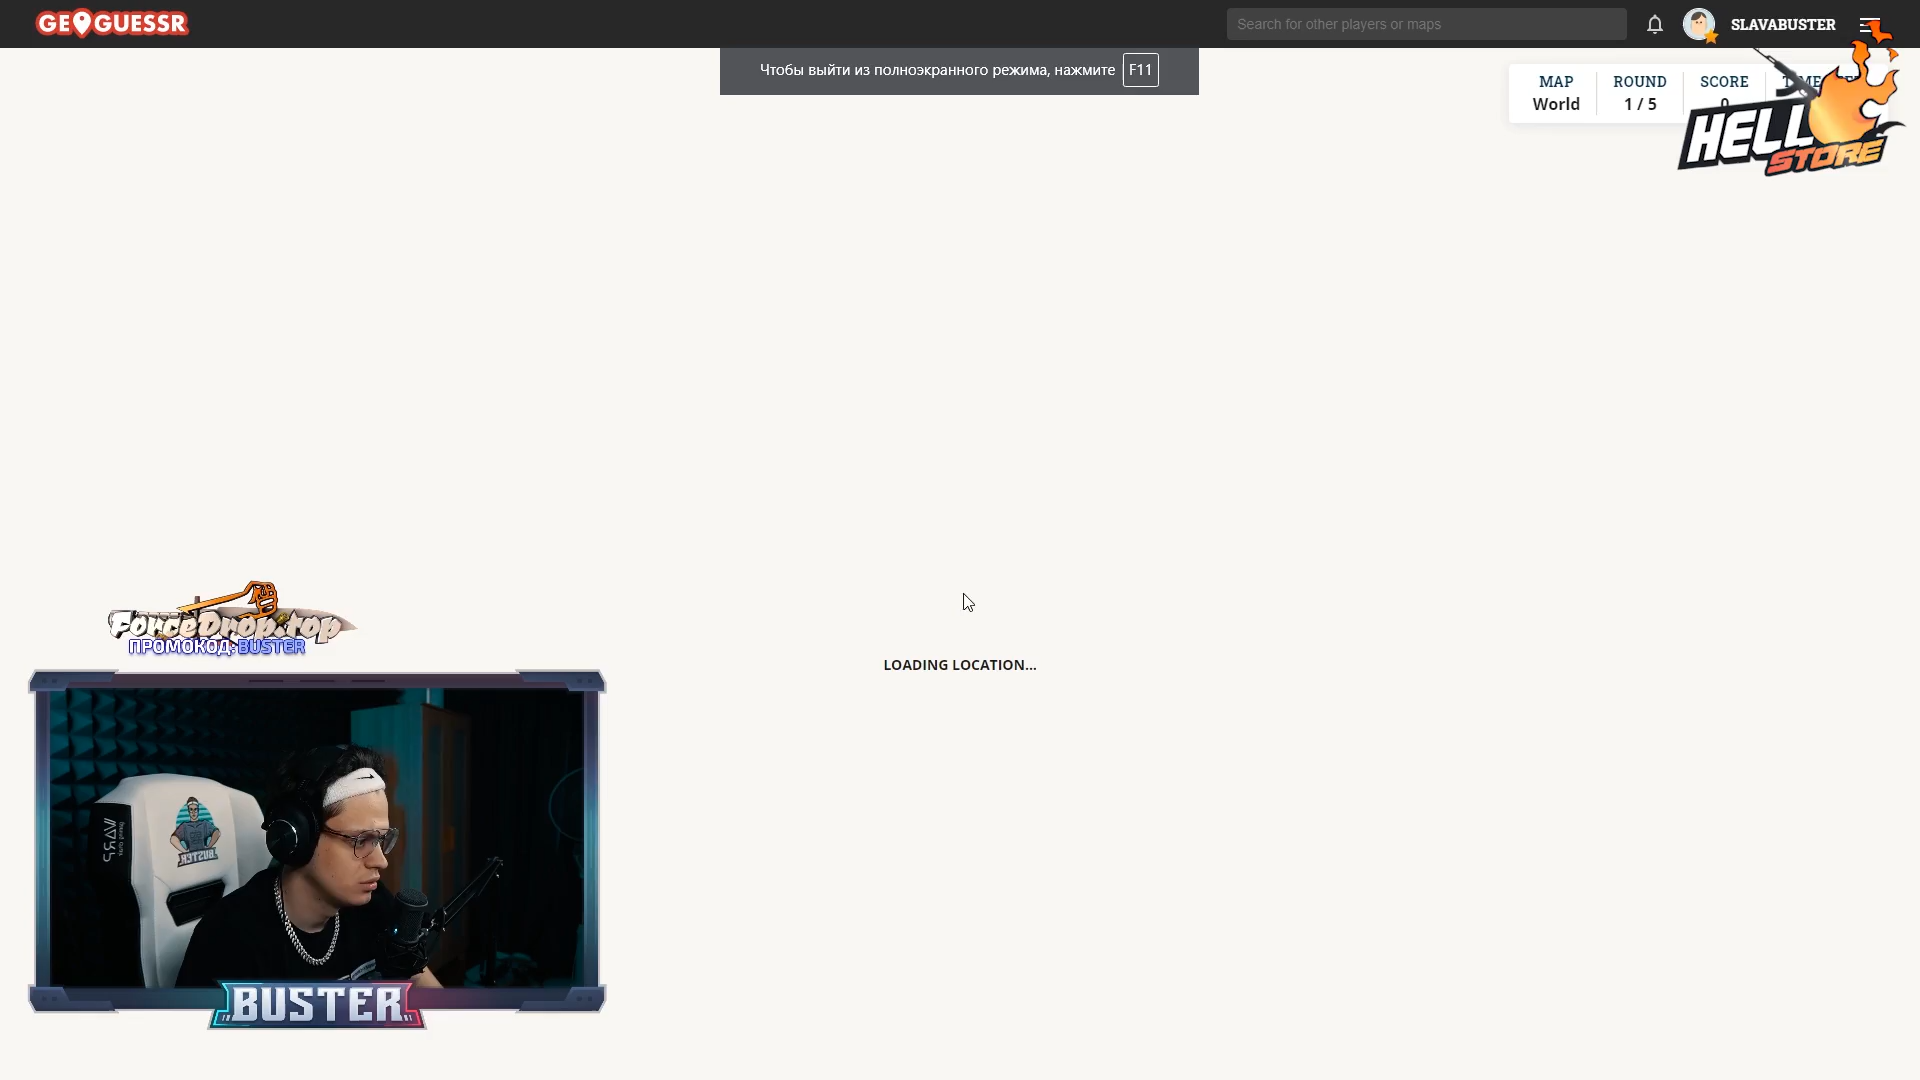 GEOGUESSR
Search for other players or maps
SLAVABUSTER
Чтобы выйти из полноэкранного режима, нажмите F11
MAP
World
ROUND
1 / 5
SCORE
0
HELL
STORE
LOADING LOCATION...
ForceDrop.top
ПРОМОКОД:BUSTER
BUSTER